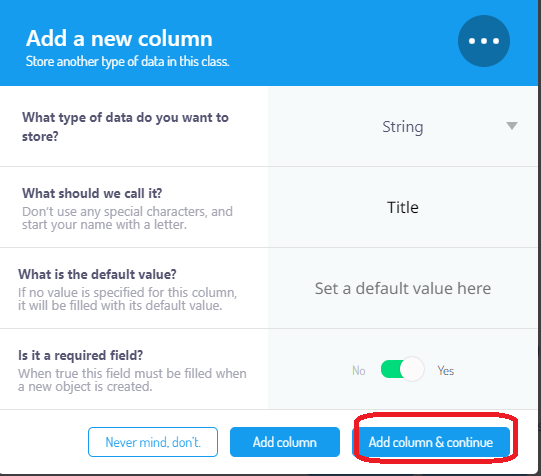 Add a new column
Store another type of data in this class.
What type of data do you want to
store?
String
What should we call it?
Don't use any special characters, and
start your name with a letter.
Title
What is the default value?
If no value is specified for this column,
it will be filled with its default value.
Set a default value here
Is it a required field?
When true this field must be filled when
a new object is created.
No
Yes
Never mind, don't.
Add column
Add column & continue